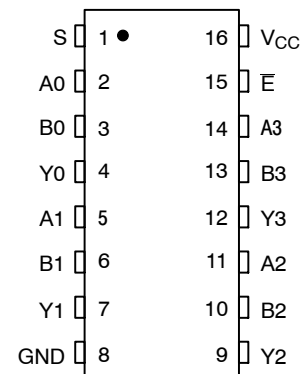 S 1 16 V_CC
A0 2 15 E̅
B0 3 14 A3
Y0 4 13 B3
A1 5 12 Y3
B1 6 11 A2
Y1 7 10 B2
GND 8 9 Y2